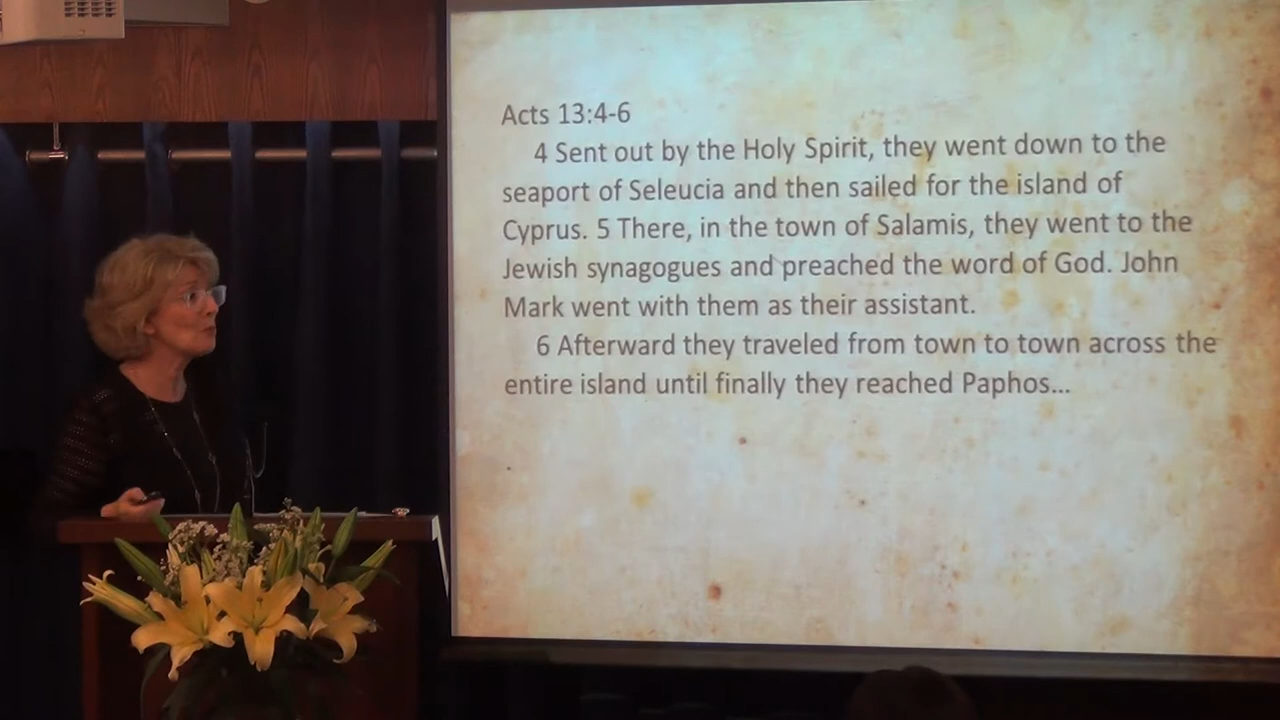 Acts 13:4-6
4 Sent out by the Holy Spirit, they went down to the
seaport of Seleucia and then sailed for the island of
Cyprus. 5 There, in the town of Salamis, they went to the
Jewish synagogues and preached the word of God. John
Mark went with them as their assistant.
6 Afterward they traveled from town to town across the
entire island until finally they reached Paphos...